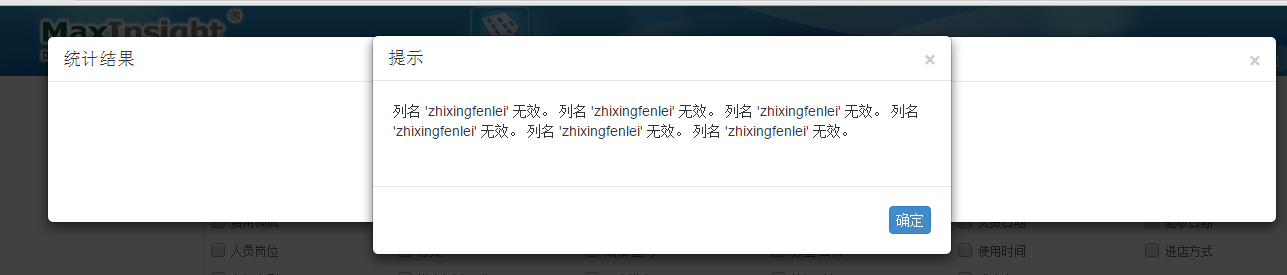 MaxInsight®
统计结果
×
提示
×
列名 'zhixingfenlei' 无效。 列名 'zhixingfenlei' 无效。 列名 'zhixingfenlei' 无效。 列名
'zhixingfenlei' 无效。 列名 'zhixingfenlei' 无效。 列名 'zhixingfenlei' 无效。
确定
人员岗位
使用时间
进店方式